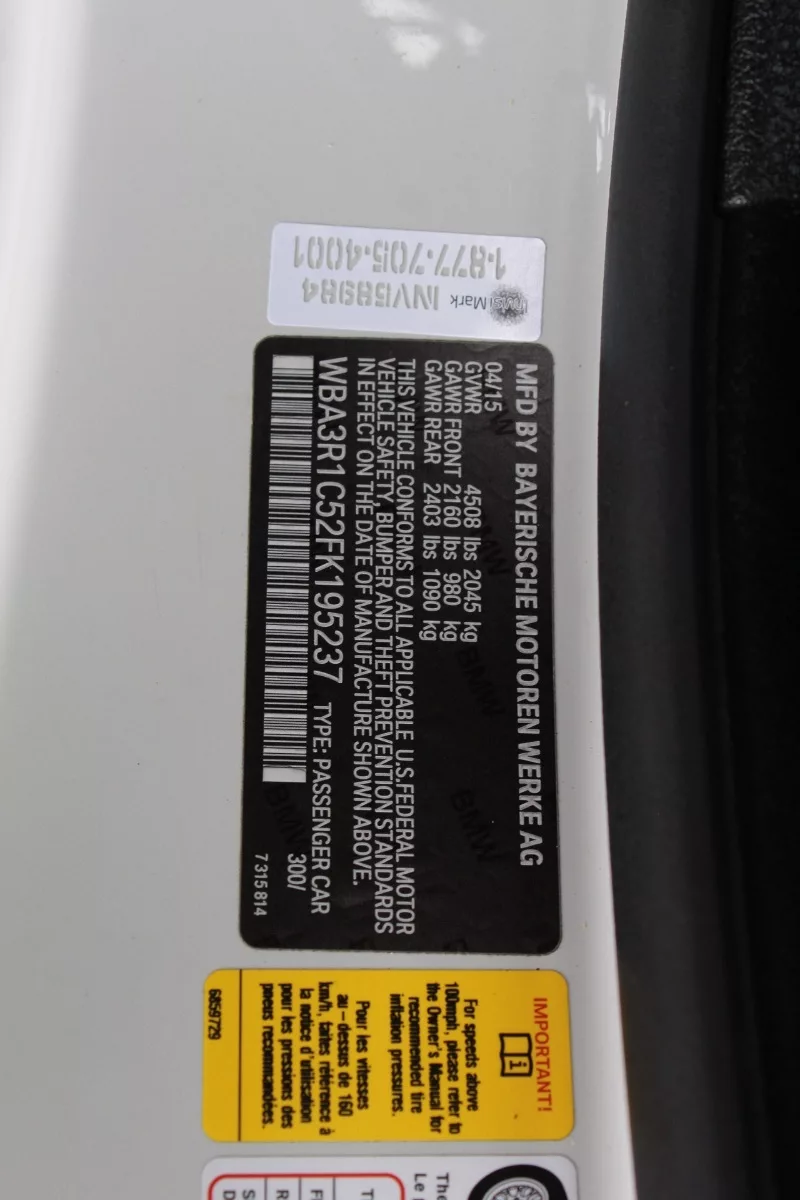 1-877-705-4001
INV58984
InVisiMark
MFD BY BAYERISCHE MOTOREN WERKE AG
04/15
GVWR 4508 lbs 2045 kg
GAWR FRONT 2160 lbs 980 kg
GAWR REAR 2403 lbs 1090 kg
THIS VEHICLE CONFORMS TO ALL APPLICABLE U.S.FEDERAL MOTOR
VEHICLE SAFETY, BUMPER AND THEFT PREVENTION STANDARDS
IN EFFECT ON THE DATE OF MANUFACTURE SHOWN ABOVE.
WBA3R1C52FK195237 TYPE: PASSENGER CAR
300/
7 315 814
IMPORTANT!
For speeds above
100mph, please refer to
the Owner's Manual for
recommended tire
inflation pressures.
Pour les vitesses
au-dessus de 160
km/h, faites référence à
la notice d'utilisation
pour les pressions des
pneus recommandées.
6859729
The
Le